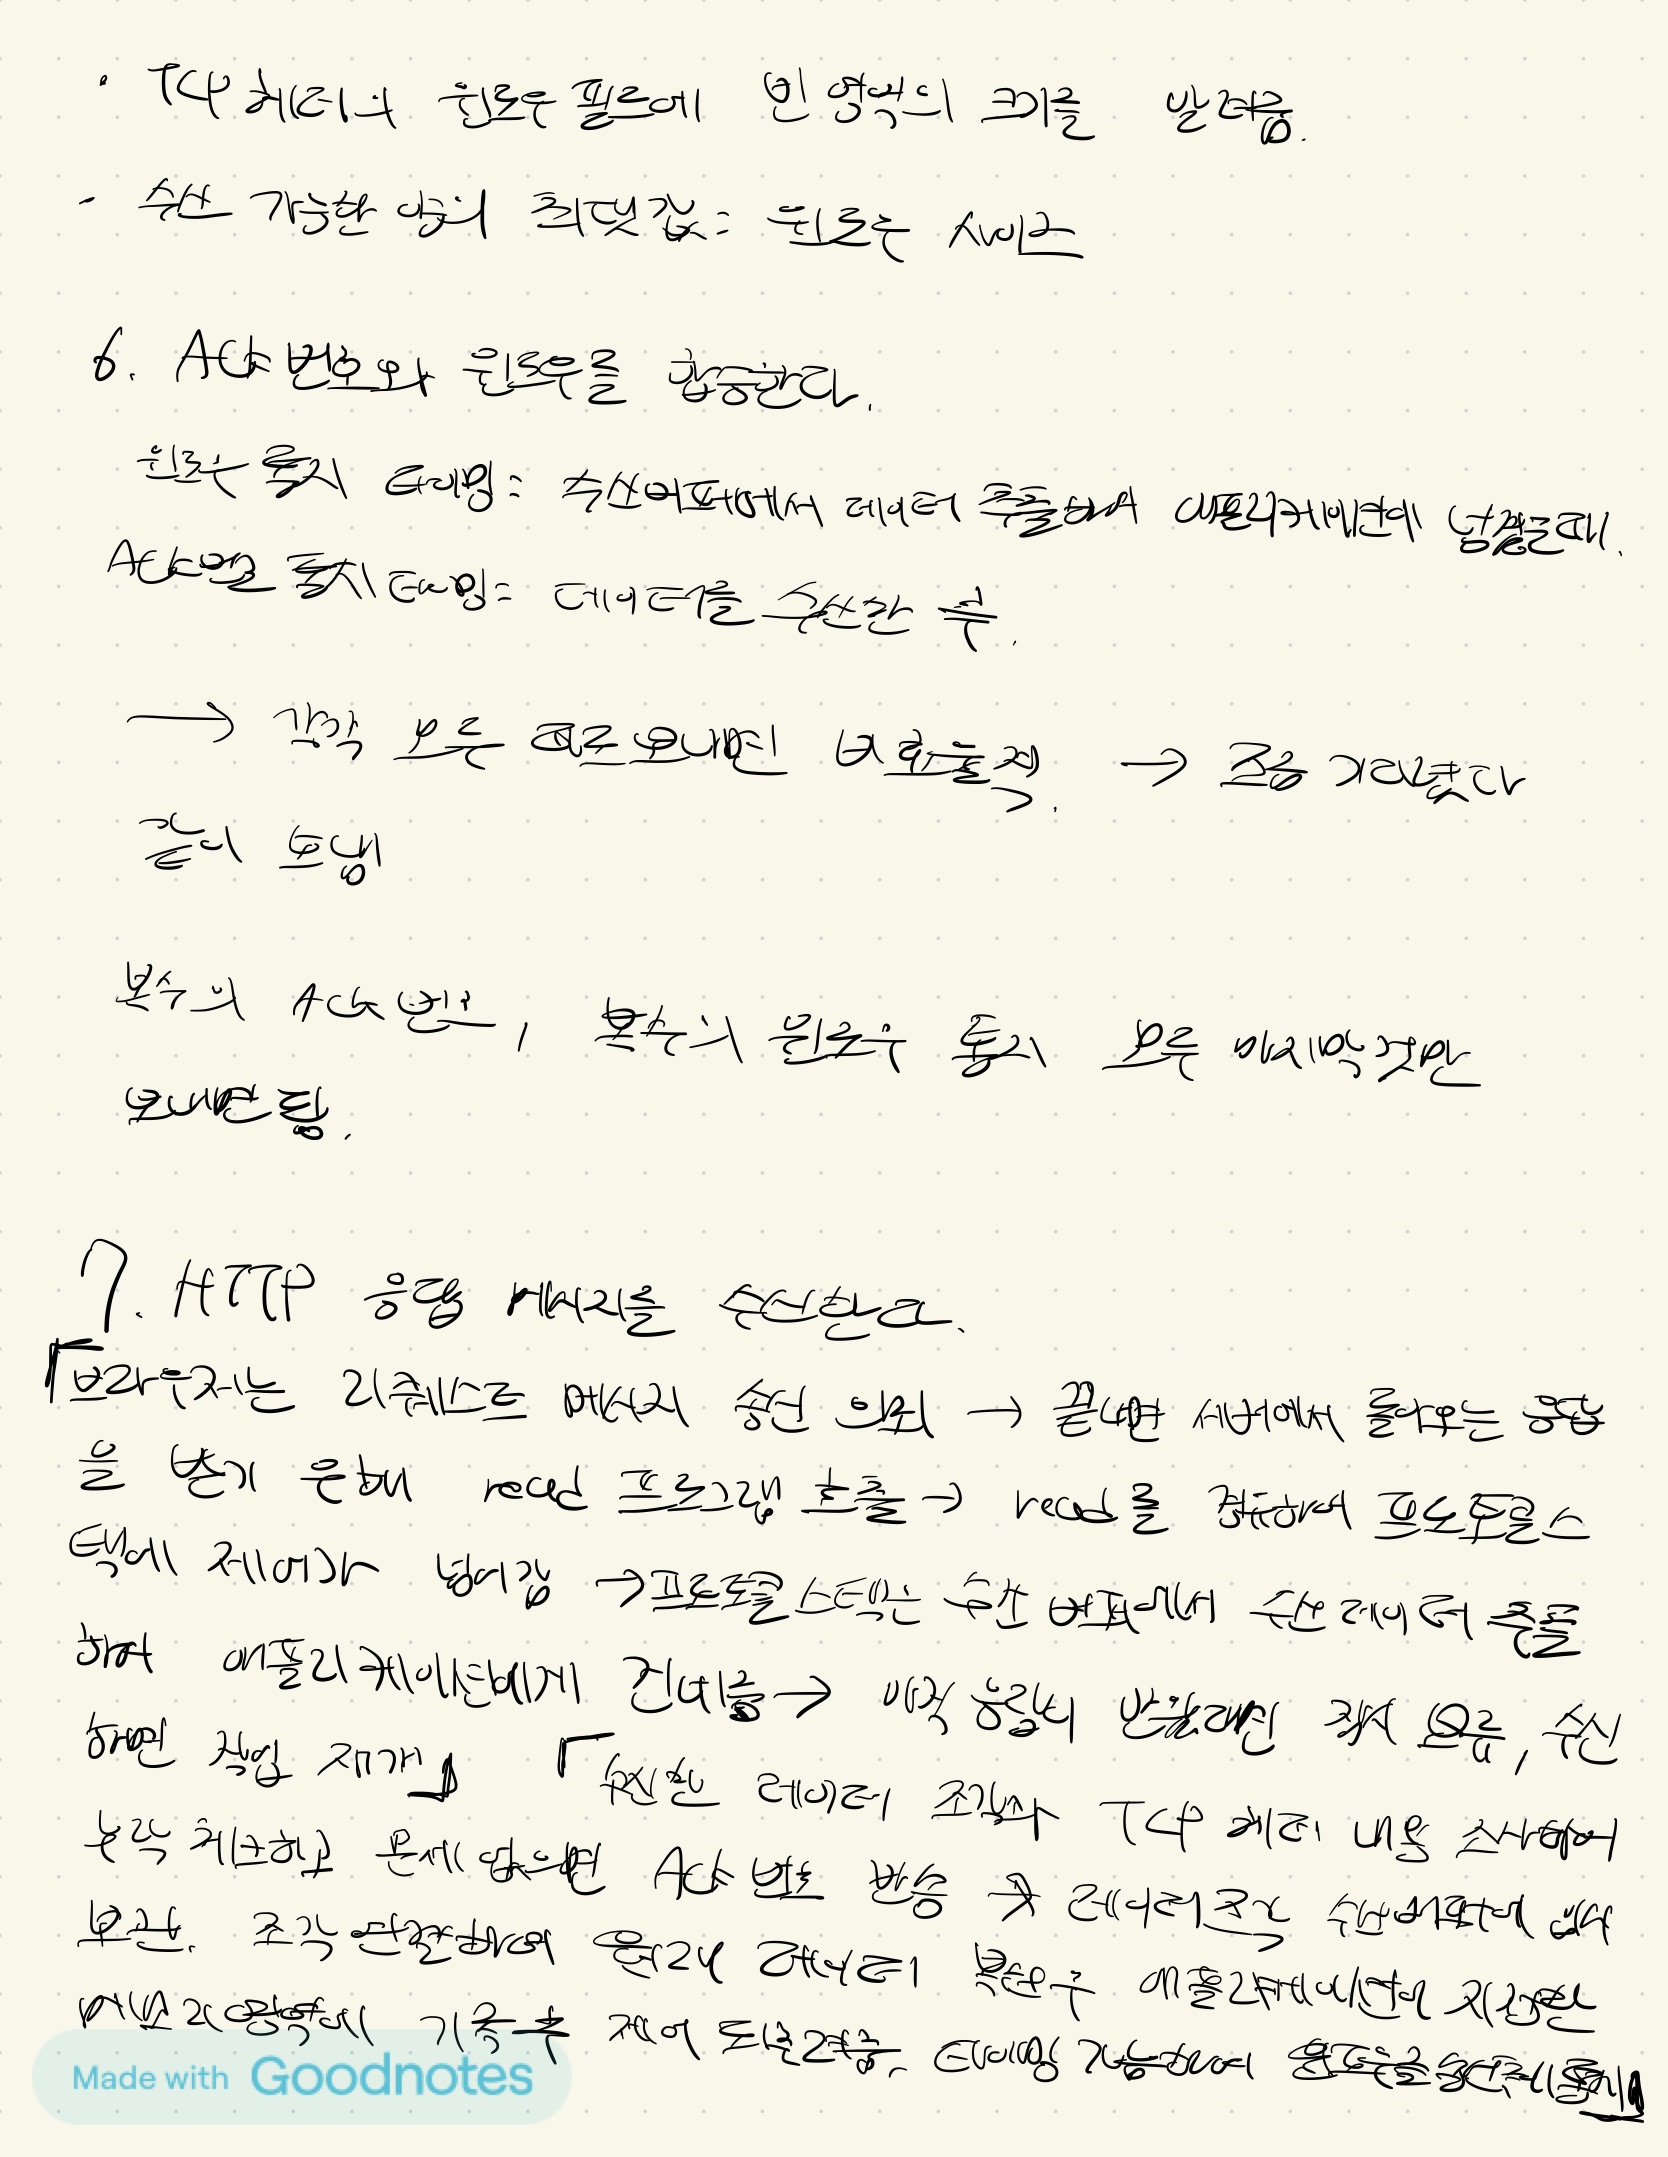 · TCP 헤더의 윈도우 필드에 빈 영역의 크기를 알려줌.
- 수신 가능한 양의 최댓값 = 윈도우 사이즈
6. ACK 번호와 윈도우를 합승한다.
윈도우 통지 타이밍 = 수신버퍼에서 데이터 추출하여 애플리케이션에 넘겼을때.
ACK번호 통지 타이밍 = 데이터를 수신한 후.
→ 각각 모두 따로보내면 비효율적. → 조금 기다렸다
같이 보냄
복수의 ACK 번호, 복수의 윈도우 통지 모두 마지막것만
보내면 됨.
7. HTTP 응답 메시지를 수신한다.
「브라우저는 리퀘스트 메시지 송신 의뢰 → 끝나면 서버에서 돌아오는 응답
을 받기 위해 read 프로그램 호출 → read를 경유하여 프로토콜스
택에 제어가 넘어감 → 프로토콜 스택은 수신 버퍼에서 수신 데이터 추출
하여 애플리케이션에게 건네줌 → 아직 응답이 반환 작업 보류, 수신
하면 작업 재개」 「수신한 데이터 조각과 TCP 헤더 내용 조사하여
누락 체크하고 문제 없으면 ACK 번호 반송 후 데이터조각 수신버퍼에 임시
보관. 조각 연결하여 원래 데이터 복원후 애플리케이션이 지정한
메모리영역에 기록 후 제어 되돌려줌. 타이밍 가늠하여 윈도우를 통지」
Made with Goodnotes